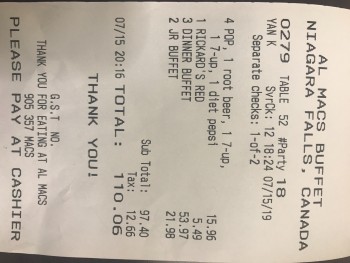 AL MACS BUFFET
NIAGARA FALLS, CANADA
0279 TABLE 52 #Party 18
YAN K SvrCk: 12 18:24 07/15/19
Separate checks: 1-of-2
4 POP, 1 root beer, 1 7-up,
1 7-up, 1 diet pepsi 15.96
1 RICKARD'S RED 5.49
3 DINNER BUFFET 53.97
2 JR BUFFET 21.98
Sub Total: 97.40
Tax: 12.66
07/15 20:16 TOTAL: 110.06
THANK YOU!
G.S.T NO.
THANK YOU FOR EATING AT AL MACS
905 357 MACS
PLEASE PAY AT CASHIER